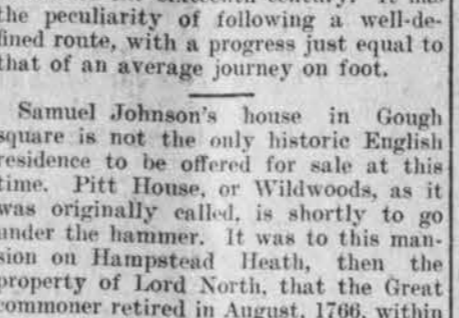 the peculiarity of following a well-de-
fined route, with a progress just equal to
that of an average journey on foot.
Samuel Johnson's house in Gough
square is not the only historic English
residence to be offered for sale at this
time. Pitt House, or Wildwoods, as it
was originally called, is shortly to go
under the hammer. It was to this man-
sion on Hampstead Heath, then the
property of Lord North, that the Great
commoner retired in August, 1766, within